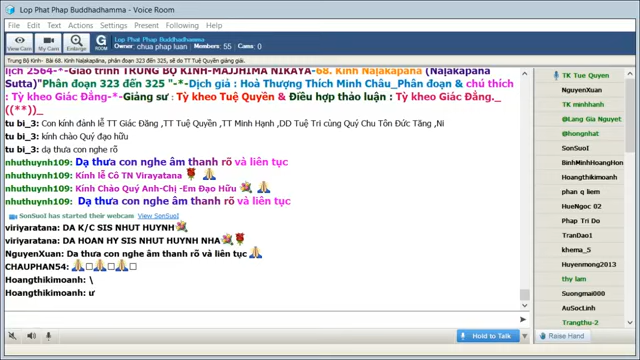 Lop Phat Phap Buddhadhamma - Voice Room
File Edit Text Settings Present Following Help
View Cam My Cam Enlarge Room
Lop Phat Phap Buddhadhamma
Owner: chua phap luan Members: 55 Cams: 0
Trung Bộ Kinh- Bài 68. Kinh Naḷakapāna, phân đoạn 323 đến 325, sẽ do TT Tuệ Quyền giảng giải.
lịch 2564-*-Giáo trình TRUNG BỘ KINH-MAJJHIMA NIKAYA-68. Kinh Naḷakapāna (Naḷakapāna
Sutta)"Phân đoạn 323 đến 325 "-*-Dịch giả : Hoà Thượng Thích Minh Châu_Phân đoạn & chú thích
: Tỳ kheo Giác Đẳng-*-Giảng sư : Tỳ kheo Tuệ Quyền & Điều hợp thảo luận : Tỳ kheo Giác Đẳng._
((**))._
tu bi_3: Con kính đảnh lễ TT Giác Đẳng ,TT Tuệ Quyền ,TT Minh Hạnh ,DD Tuệ Tri cùng Quý Chu Tôn Đức Tăng ,Ni
tu bi_3: kính chào Quý đạo hữu
tu bi_3: dạ thưa con nghe rõ
nhuthuynh109: Dạ thưa con nghe âm thanh rõ và liên tục
nhuthuynh109: Kính lễ Cô TN Virayatana
nhuthuynh109: Kính Chào Quý Anh-Chị -Em Đạo Hữu
nhuthuynh109: Dạ thưa con nghe âm thanh rõ và liên tục
SonSuoI has started their webcam View SonSuoI
viriyaratana: DA K/C SIS NHUT HUYNH
viriyaratana: DA HOAN HY SIS NHUT HUYNH NHA
NguyenXuan: Dạ thưa con nghe âm thanh rõ và liên tục
CHAUPHAN54:
Hoangthikimoanh: \
Hoangthikimoanh: ư
Hold to Talk
TK Tue Quyen
NguyenXuan
TK minhhanh
@Lang Gia Nguyet
@hongnhat
SonSuoI
BinhMinhHoangHon
Hoangthikimoanh
phan q liem
HueNgoc 02
Phap Tri Do
TranDao1
khema_5
Huyenmong2013
thy lam
Suongmai000
AuSocLinh
Trangthu-2
Raise Hand